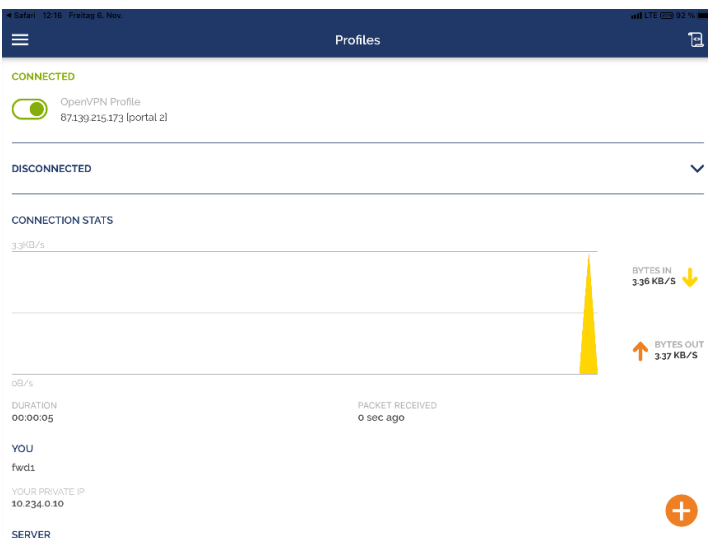 Safari 12:16 Freitag 6. Nov. LTE 92 %
Profiles
CONNECTED
OpenVPN Profile
87.139.215.173 [portal 2]
DISCONNECTED
CONNECTION STATS
3.3KB/s
BYTES IN
3.36 KB/S
BYTES OUT
3.37 KB/S
0B/s
DURATION
00:00:05
PACKET RECEIVED
0 sec ago
YOU
fwd1
YOUR PRIVATE IP
10.234.0.10
SERVER